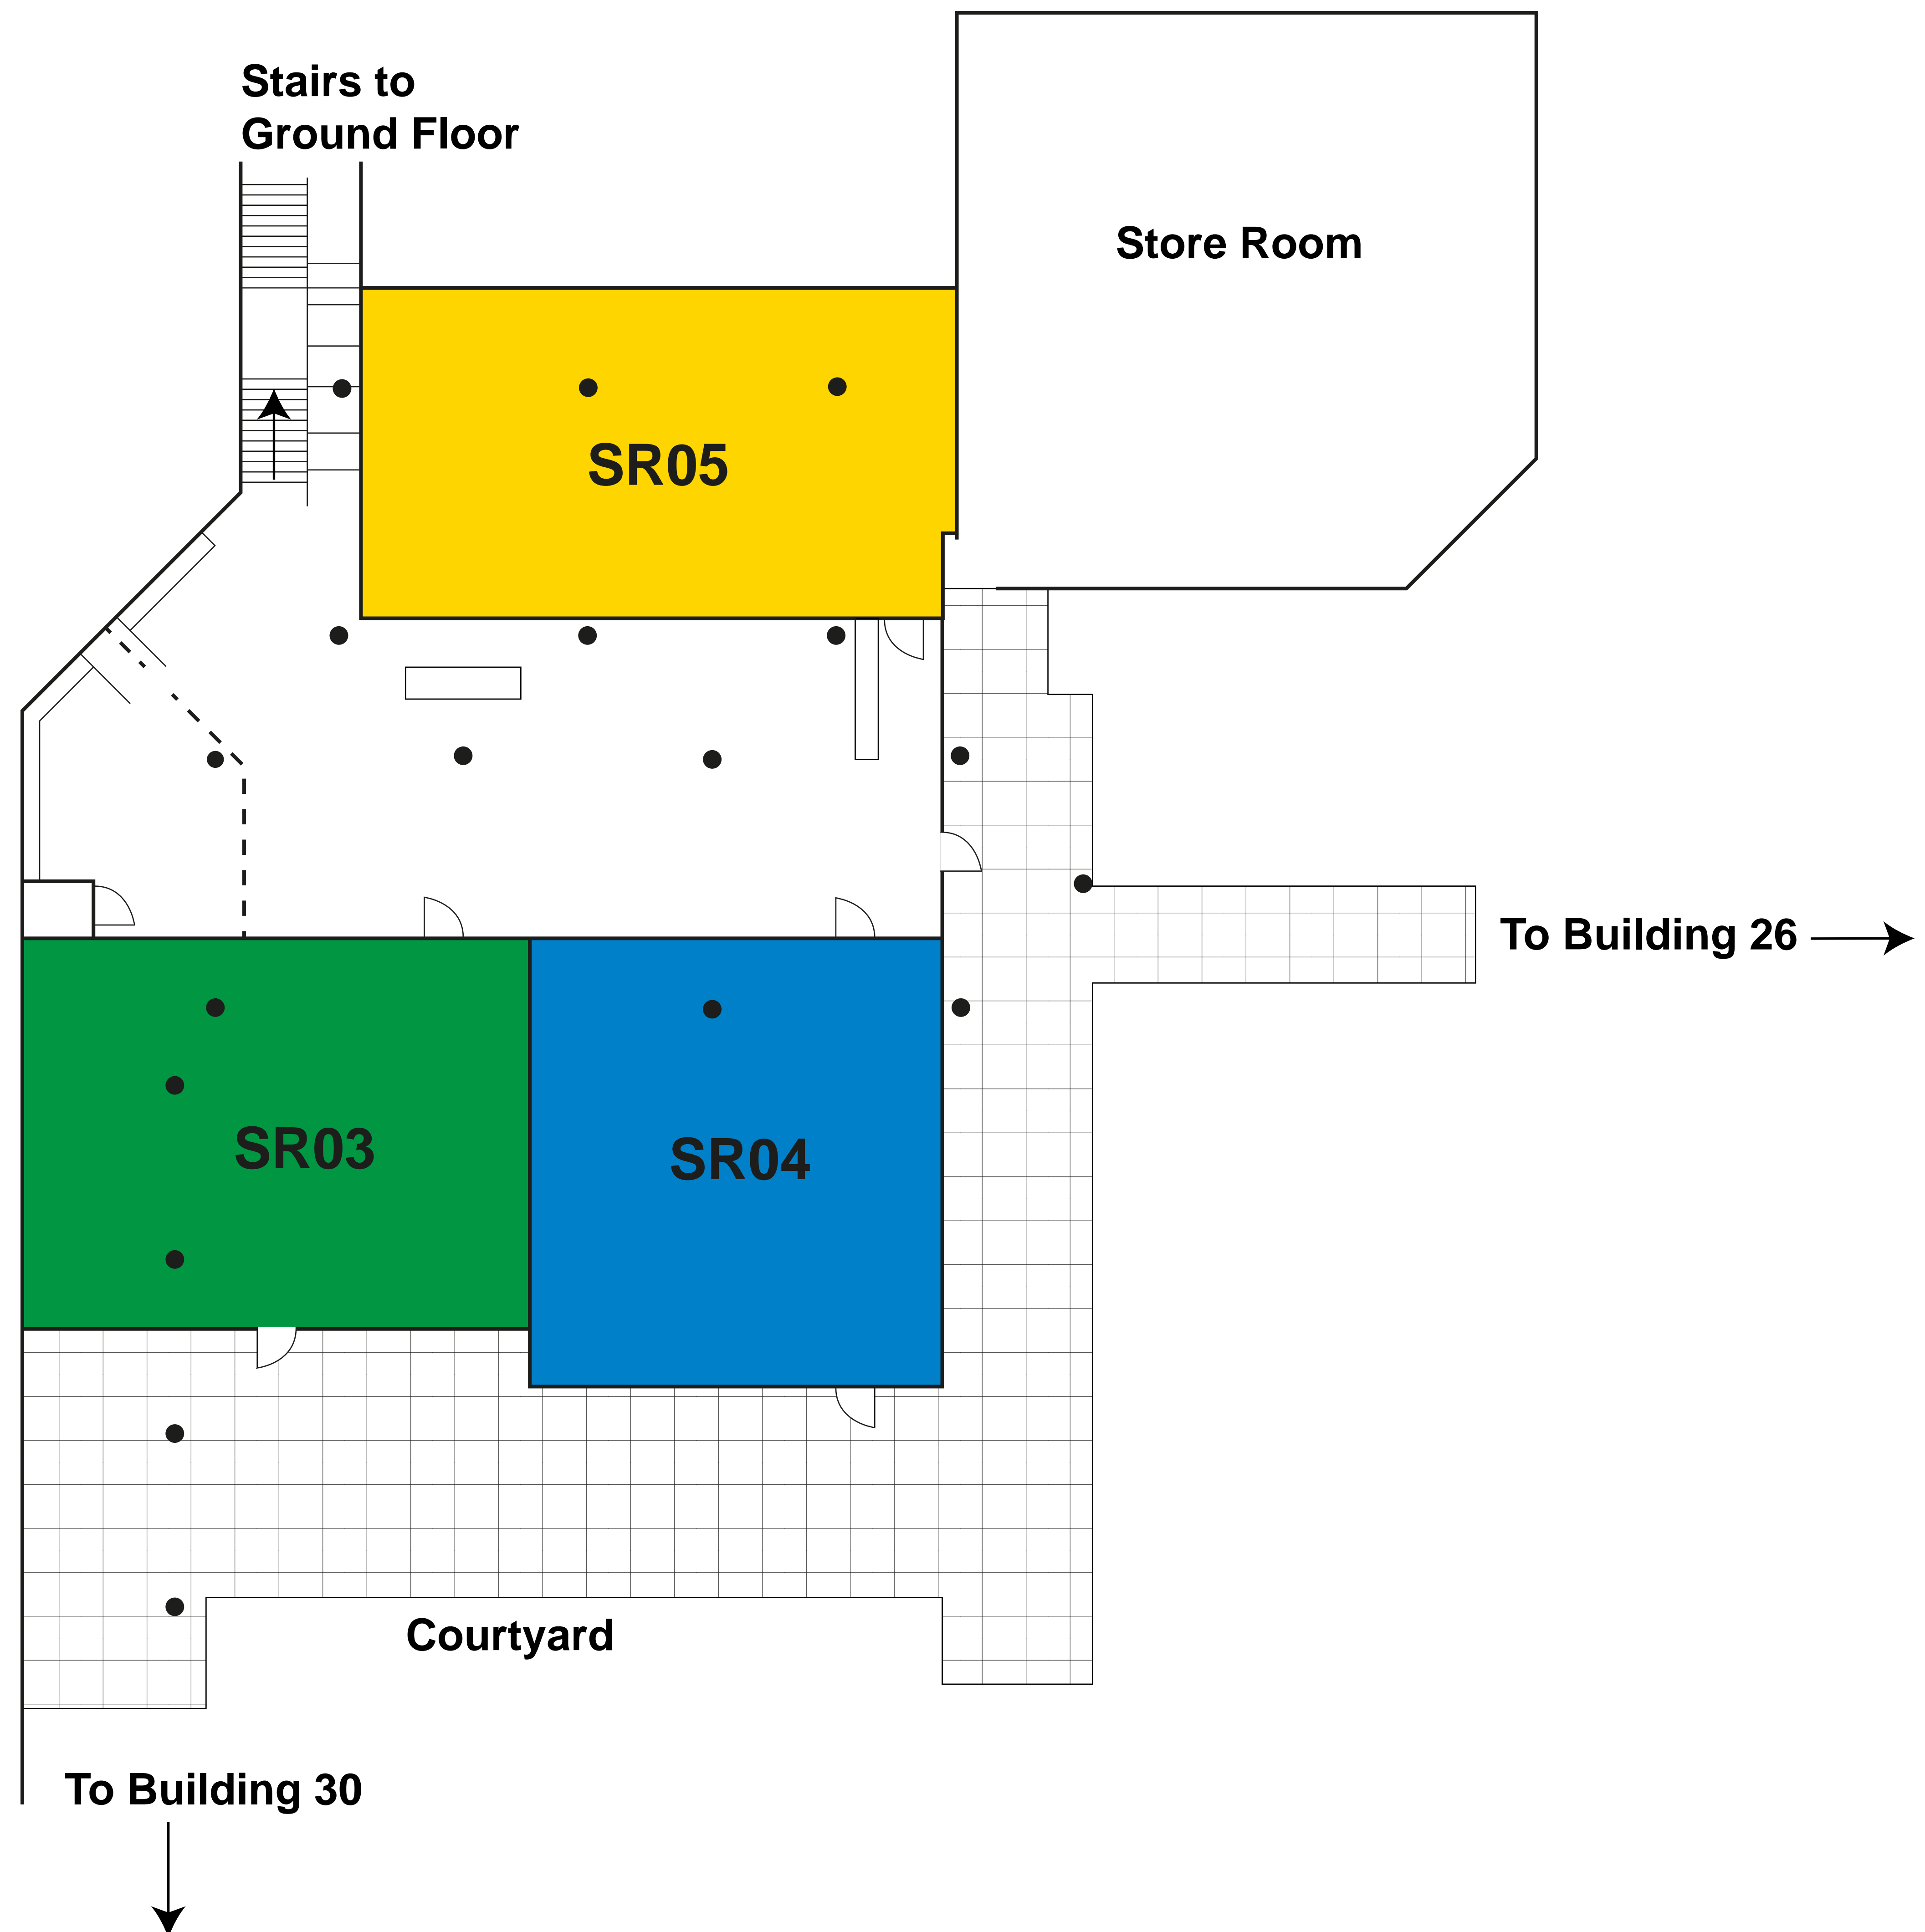 Stairs to
Ground Floor
Store Room
SR05
To Building 26
SR03
SR04
Courtyard
To Building 30